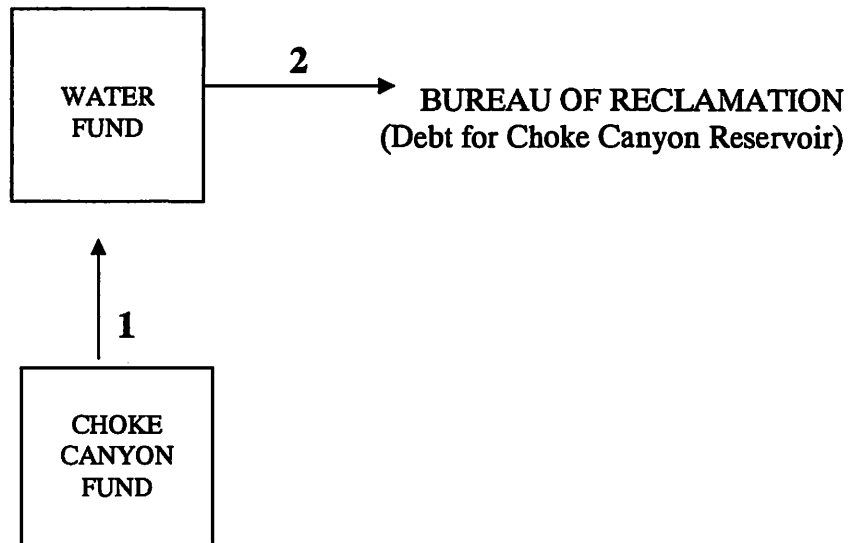 WATER
FUND
2
BUREAU OF RECLAMATION
(Debt for Choke Canyon Reservoir)
1
CHOKE
CANYON
FUND